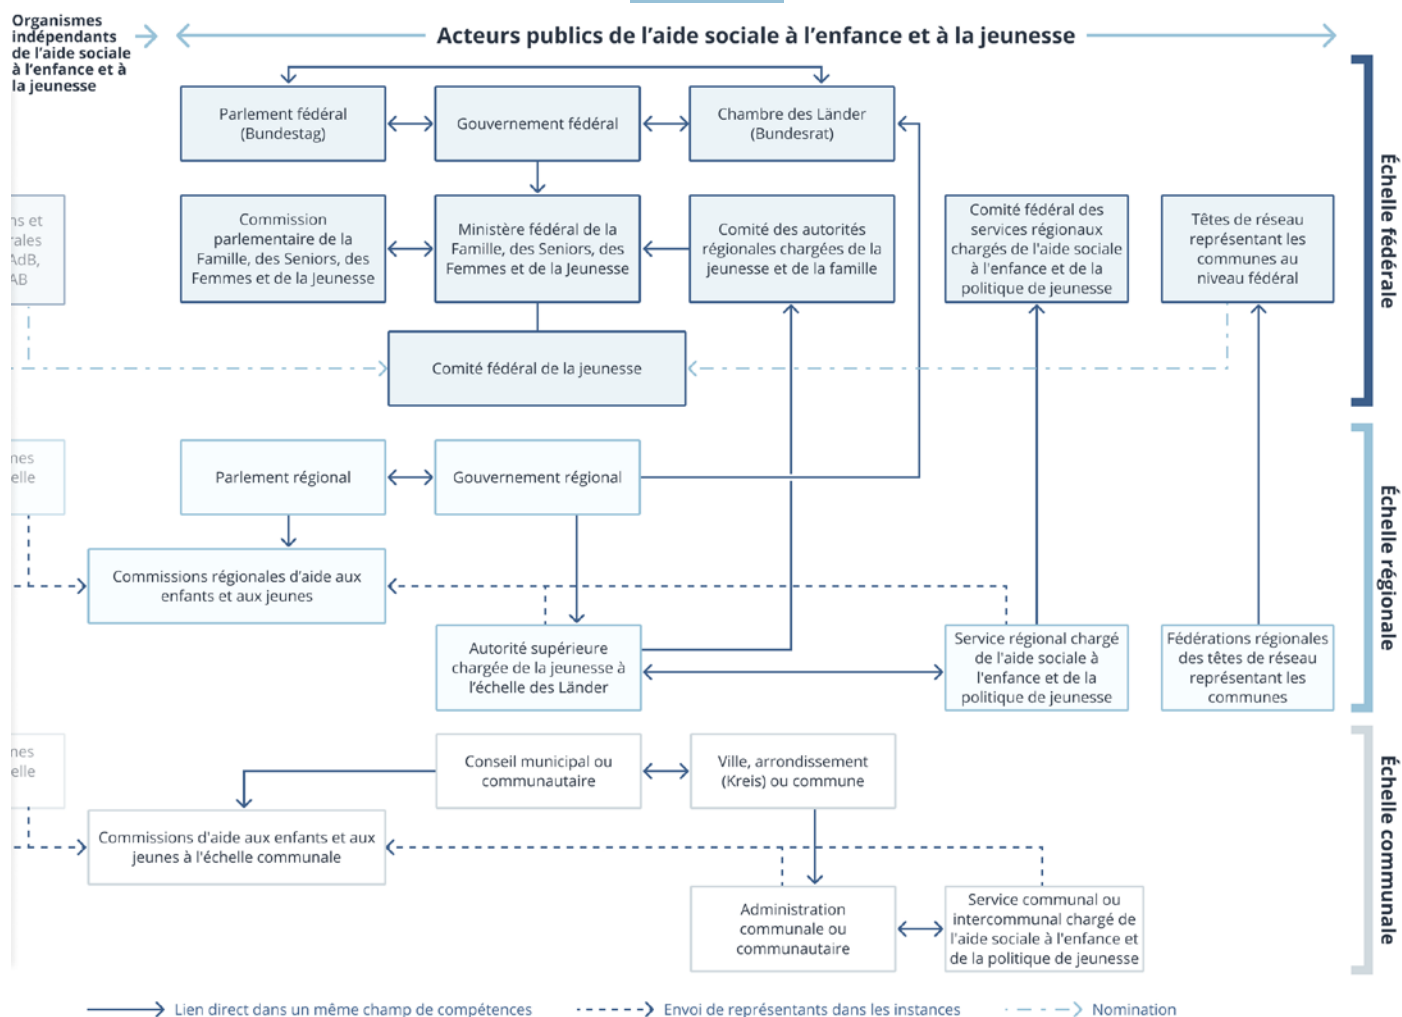 Organismes
indépendants
de l'aide sociale
à l'enfance et à
la jeunesse
Acteurs publics de l'aide sociale à l'enfance et à la jeunesse
Échelle fédérale
Parlement fédéral
(Bundestag)
Gouvernement fédéral
Chambre des Länder
(Bundesrat)
ns et
rales
AdB,
AB
Commission
parlementaire de la
Famille, des Seniors, des
Femmes et de la Jeunesse
Ministère fédéral de la
Famille, des Seniors, des
Femmes et de la Jeunesse
Comité des autorités
régionales chargées de la
jeunesse et de la famille
Comité fédéral des
services régionaux
chargés de l'aide sociale
à l'enfance et de la
politique de jeunesse
Têtes de réseau
représentant les
communes au
niveau fédéral
Comité fédéral de la jeunesse
Échelle régionale
nes
elle
Parlement régional
Gouvernement régional
Commissions régionales d'aide aux
enfants et aux jeunes
Autorité supérieure
chargée de la jeunesse à
l'échelle des Länder
Service régional chargé
de l'aide sociale à
l'enfance et de la
politique de jeunesse
Fédérations régionales
des têtes de réseau
représentant les
communes
Échelle communale
nes
elle
Conseil municipal ou
communautaire
Ville, arrondissement
(Kreis) ou commune
Commissions d'aide aux enfants et aux
jeunes à l'échelle communale
Administration
communale ou
communautaire
Service communal ou
intercommunal chargé de
l'aide sociale à l'enfance et
de la politique de jeunesse
Lien direct dans un même champ de compétences
Envoi de représentants dans les instances
Nomination